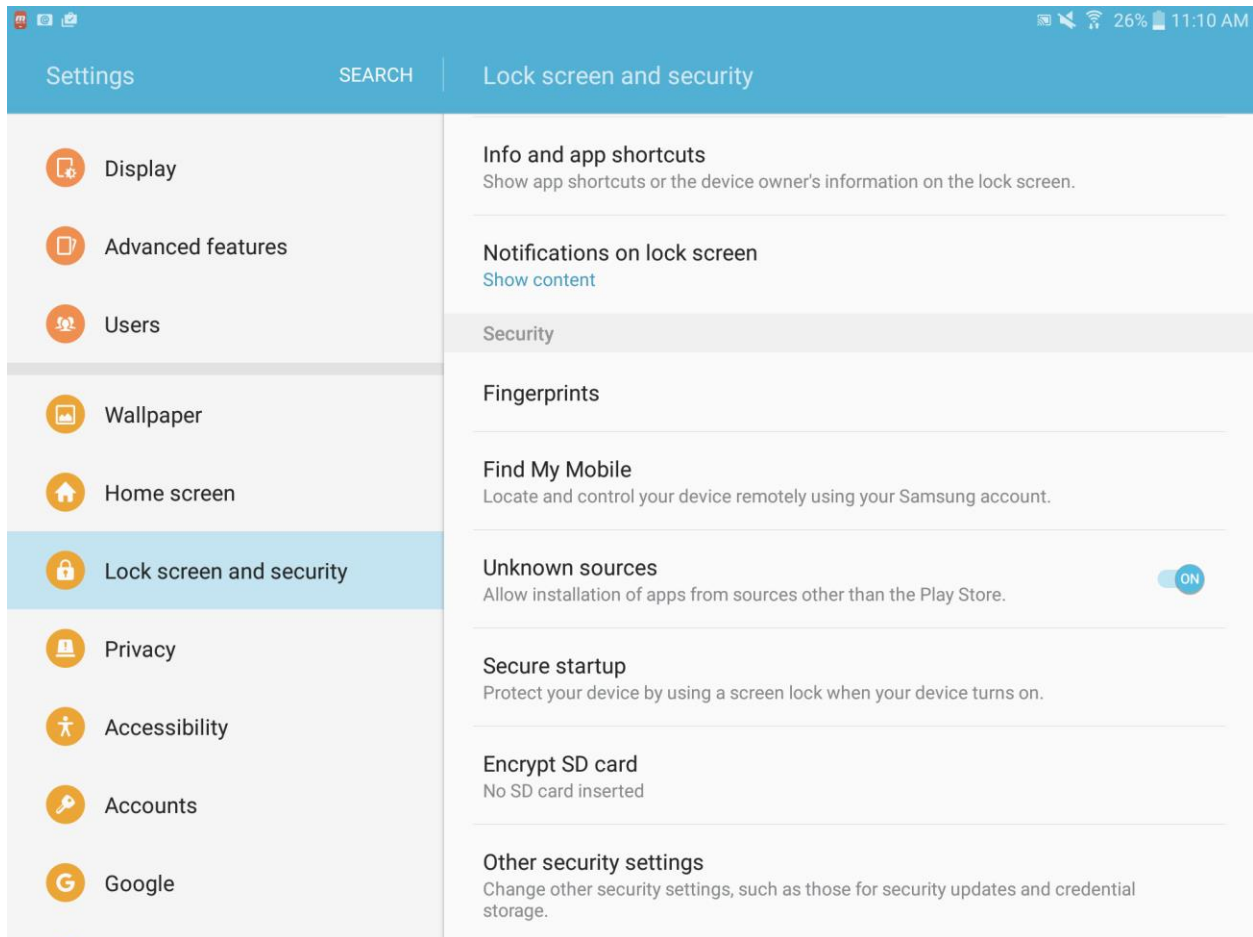 26% 11:10 AM
Settings
SEARCH
Lock screen and security
Display
Advanced features
Users
Wallpaper
Home screen
Lock screen and security
Privacy
Accessibility
Accounts
Google
Info and app shortcuts
Show app shortcuts or the device owner's information on the lock screen.
Notifications on lock screen
Show content
Security
Fingerprints
Find My Mobile
Locate and control your device remotely using your Samsung account.
Unknown sources
Allow installation of apps from sources other than the Play Store.
ON
Secure startup
Protect your device by using a screen lock when your device turns on.
Encrypt SD card
No SD card inserted
Other security settings
Change other security settings, such as those for security updates and credential
storage.